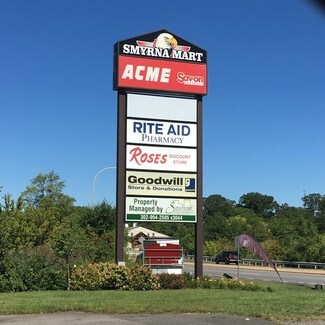 SMYRNA MART
ACME Savon
RITE AID
PHARMACY
ROSES DISCOUNT
STORE
Goodwill
Store & Donations
Property
Managed by
302-994-2505 x3044